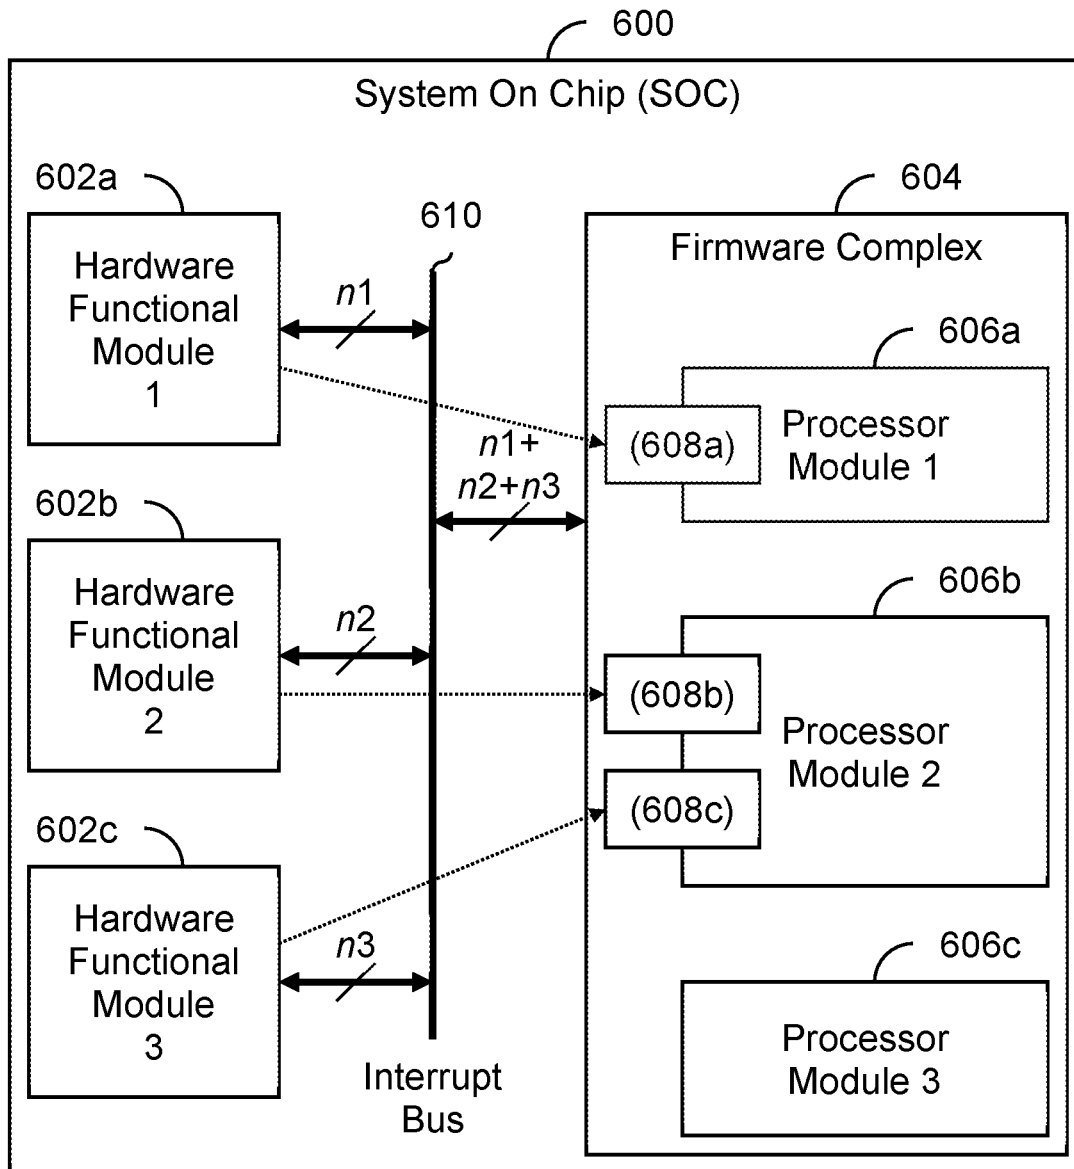 600
System On Chip (SOC)
602a
Hardware
Functional
Module
1
n1
610
604
Firmware Complex
606a
(608a)
Processor
Module 1
n1+
n2+n3
602b
Hardware
Functional
Module
2
n2
606b
(608b)
(608c)
Processor
Module 2
602c
Hardware
Functional
Module
3
n3
606c
Processor
Module 3
Interrupt
Bus